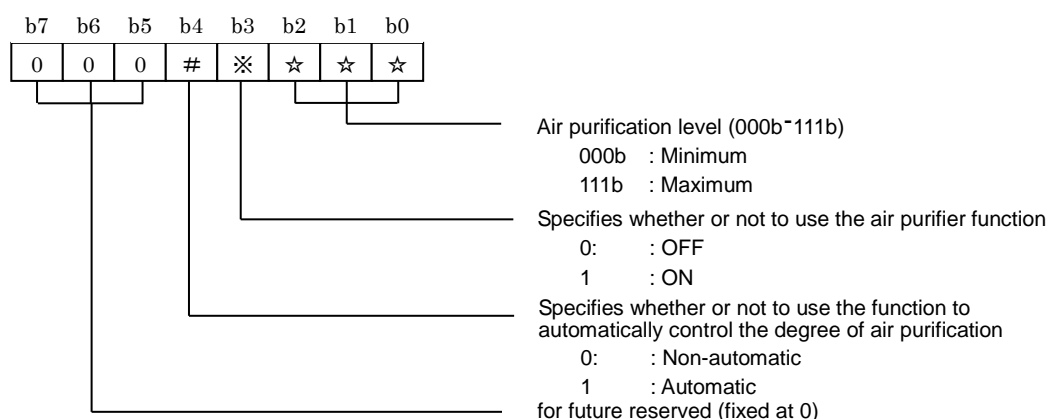 b7 b6 b5 b4 b3 b2 b1 b0
0 0 0 # ※ ☆ ☆ ☆
Air purification level (000b-111b)
000b : Minimum
111b : Maximum
Specifies whether or not to use the air purifier function
0: : OFF
1 : ON
Specifies whether or not to use the function to
automatically control the degree of air purification
0: : Non-automatic
1 : Automatic
for future reserved (fixed at 0)